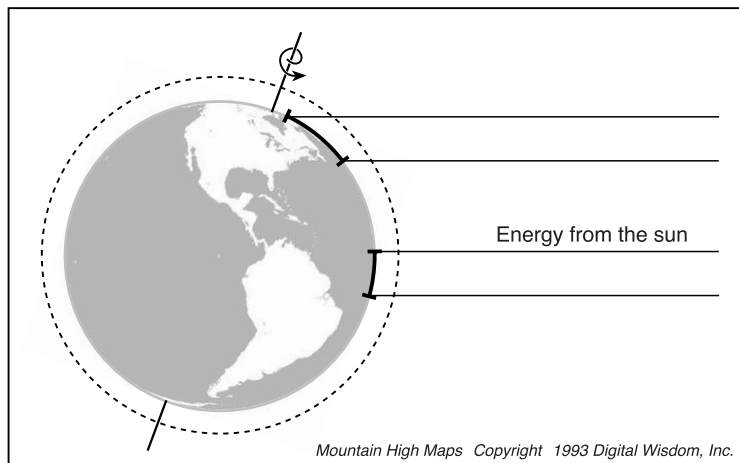 Energy from the sun
Mountain High Maps Copyright 1993 Digital Wisdom, Inc.